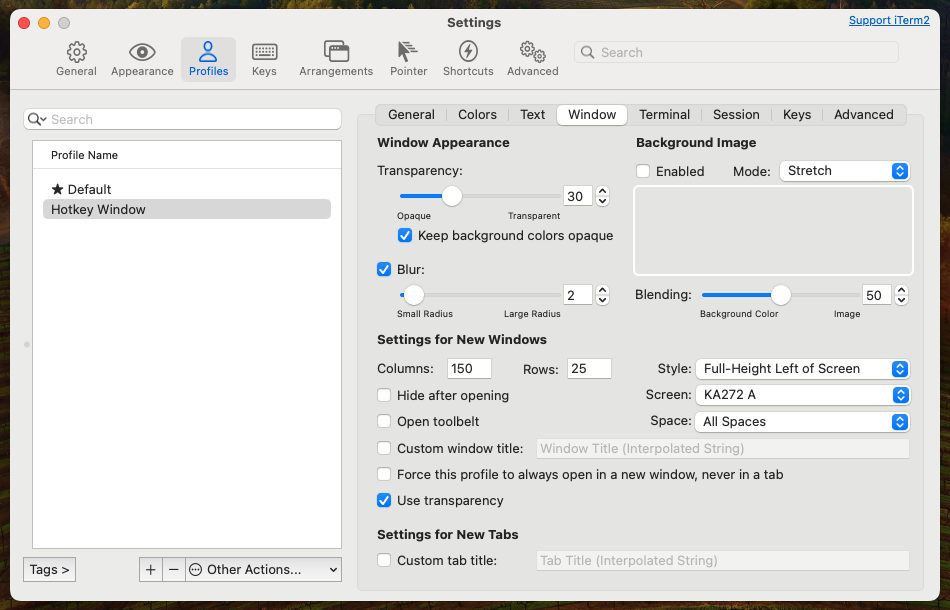 Settings
Support iTerm2
General Appearance Profiles Keys Arrangements Pointer Shortcuts Advanced Search
Search
Profile Name
★ Default
Hotkey Window
Tags >
+ − Other Actions...
General Colors Text Window Terminal Session Keys Advanced
Window Appearance
Transparency:
30
Opaque Transparent
Keep background colors opaque
Blur:
2
Small Radius Large Radius
Background Image
Enabled Mode: Stretch
Blending: 50
Background Color Image
Settings for New Windows
Columns: 150 Rows: 25 Style: Full-Height Left of Screen
Hide after opening Screen: KA272 A
Open toolbelt Space: All Spaces
Custom window title: Window Title (Interpolated String)
Force this profile to always open in a new window, never in a tab
Use transparency
Settings for New Tabs
Custom tab title: Tab Title (Interpolated String)